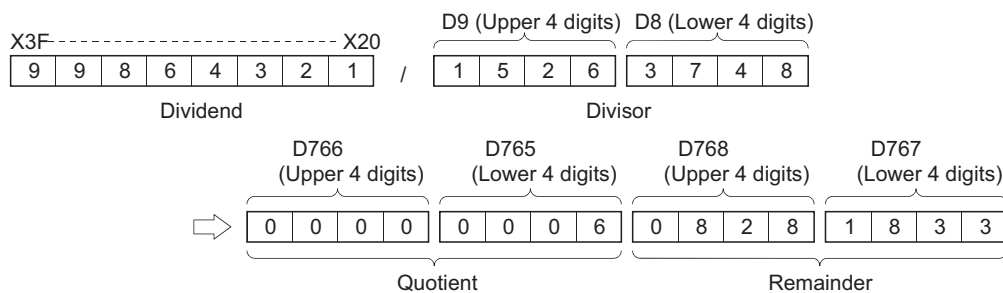 D9 (Upper 4 digits) D8 (Lower 4 digits)
X3F X20
9 9 8 6 4 3 2 1 / 1 5 2 6 3 7 4 8
Dividend Divisor
D766 D765 D768 D767
(Upper 4 digits) (Lower 4 digits) (Upper 4 digits) (Lower 4 digits)
0 0 0 0 0 0 0 6 0 8 2 8 1 8 3 3
Quotient Remainder